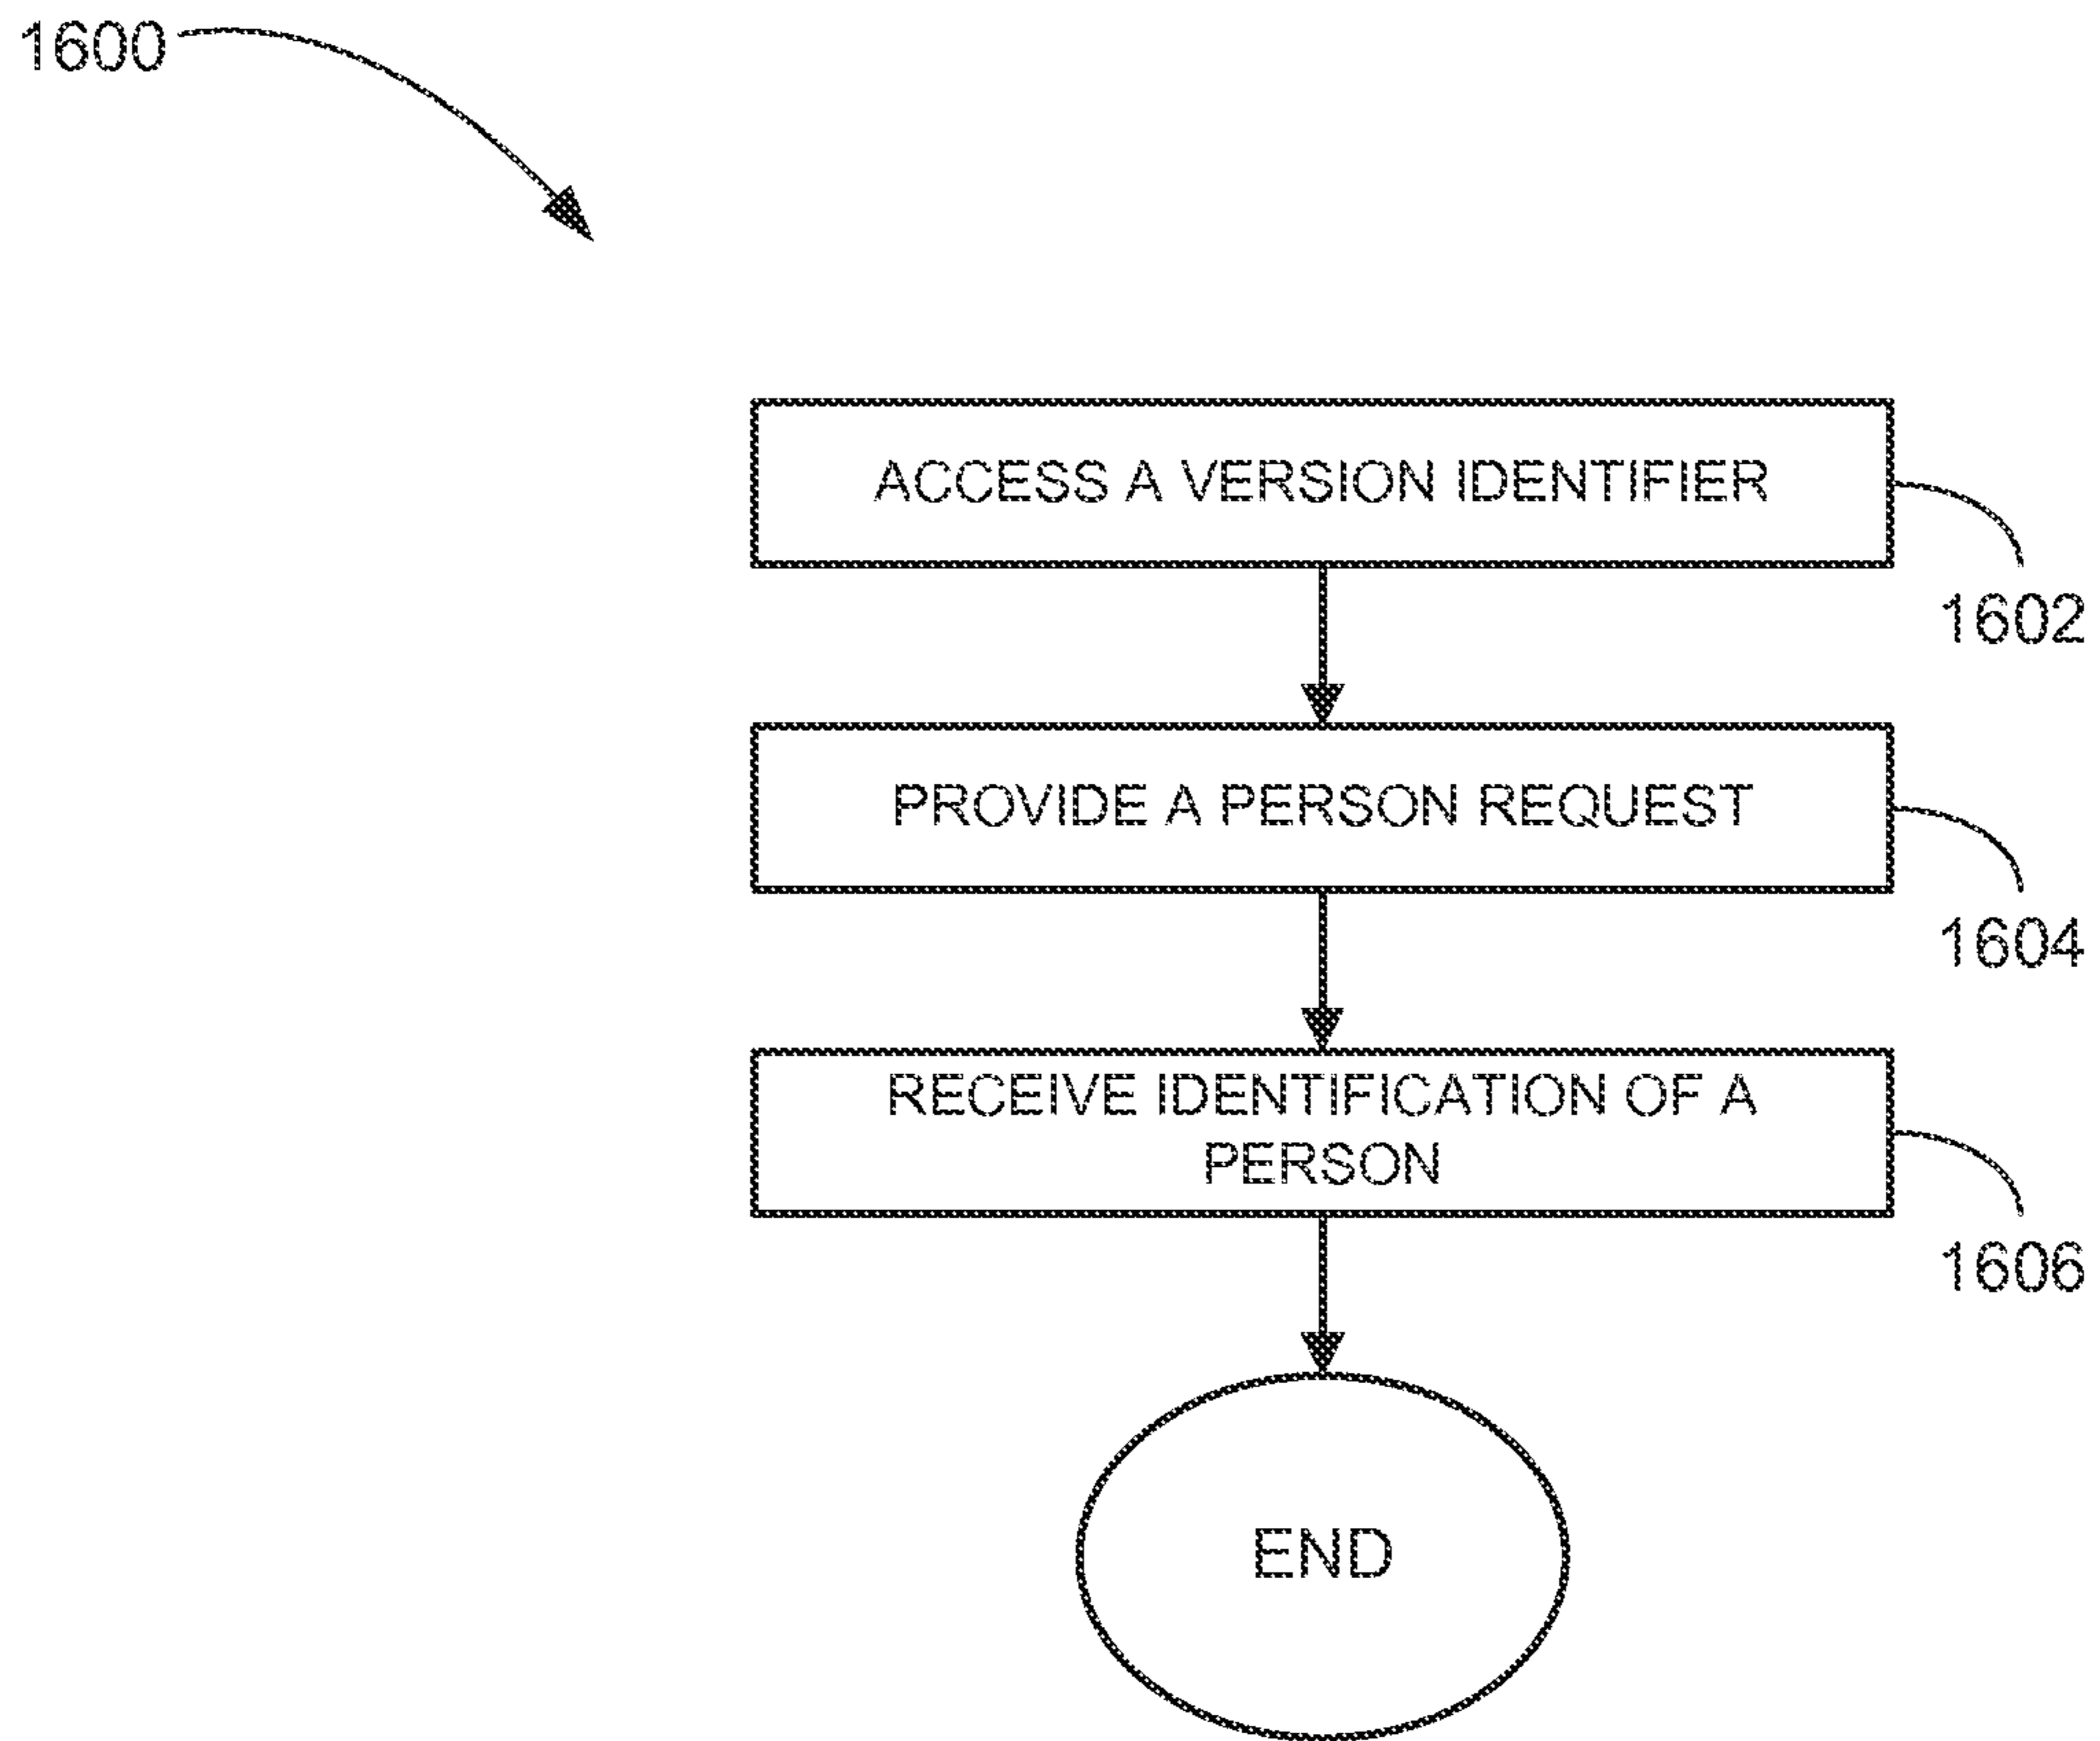 1600
ACCESS A VERSION IDENTIFIER
1602
PROVIDE A PERSON REQUEST
1604
RECEIVE IDENTIFICATION OF A
PERSON
1606
END